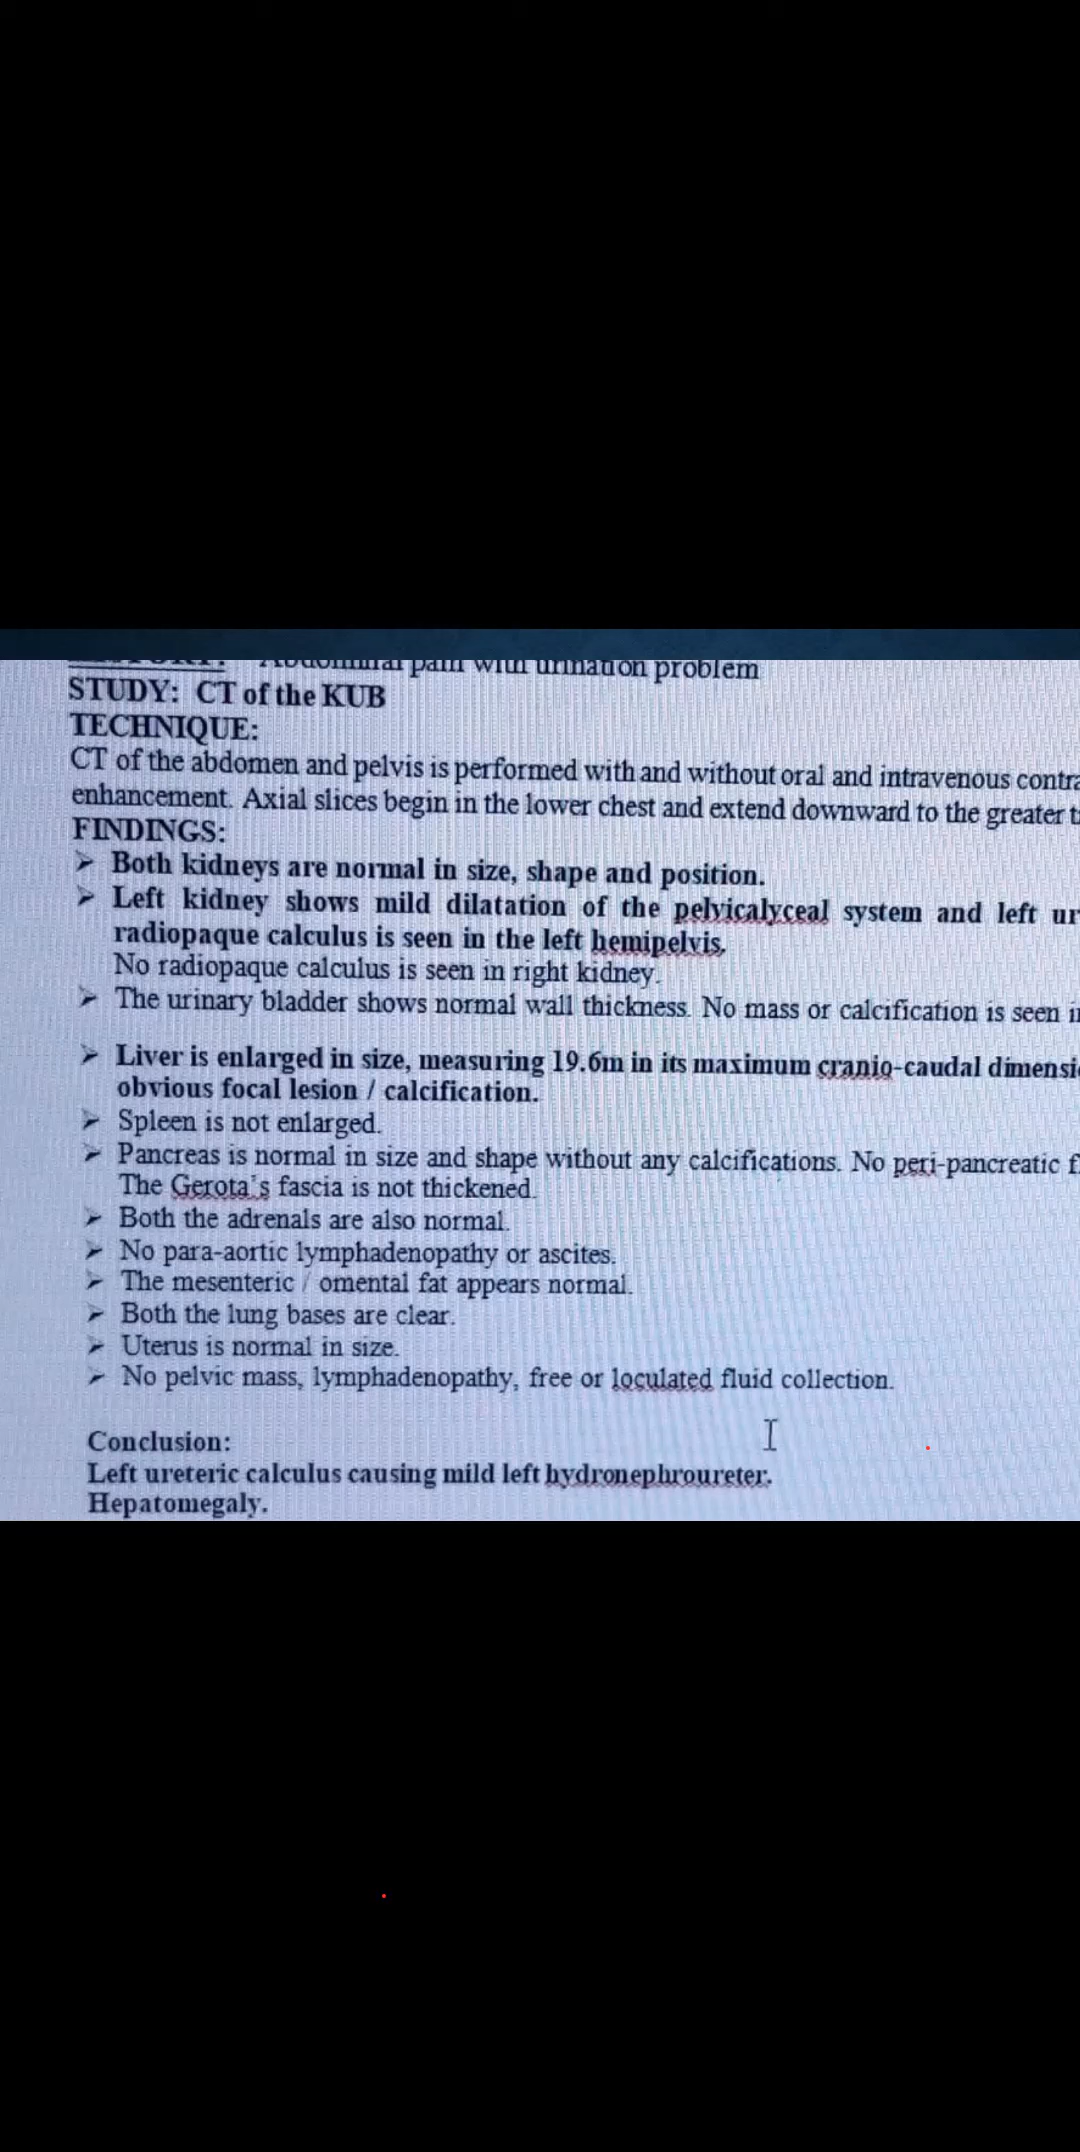 Abdominal pain with urination problem
STUDY: CT of the KUB
TECHNIQUE:
CT of the abdomen and pelvis is performed with and without oral and intravenous contra
enhancement. Axial slices begin in the lower chest and extend downward to the greater t
FINDINGS:
➢ Both kidneys are normal in size, shape and position.
➢ Left kidney shows mild dilatation of the pelvicalyceal system and left ur
radiopaque calculus is seen in the left hemipelvis.
No radiopaque calculus is seen in right kidney.
➢ The urinary bladder shows normal wall thickness. No mass or calcification is seen i
➢ Liver is enlarged in size, measuring 19.6m in its maximum cranio-caudal dimensi
obvious focal lesion / calcification.
➢ Spleen is not enlarged.
➢ Pancreas is normal in size and shape without any calcifications. No peri-pancreatic f
The Gerota's fascia is not thickened.
➢ Both the adrenals are also normal.
➢ No para-aortic lymphadenopathy or ascites.
➢ The mesenteric / omental fat appears normal.
➢ Both the lung bases are clear.
➢ Uterus is normal in size.
➢ No pelvic mass, lymphadenopathy, free or loculated fluid collection.
Conclusion:
Left ureteric calculus causing mild left hydronephroureter.
Hepatomegaly.